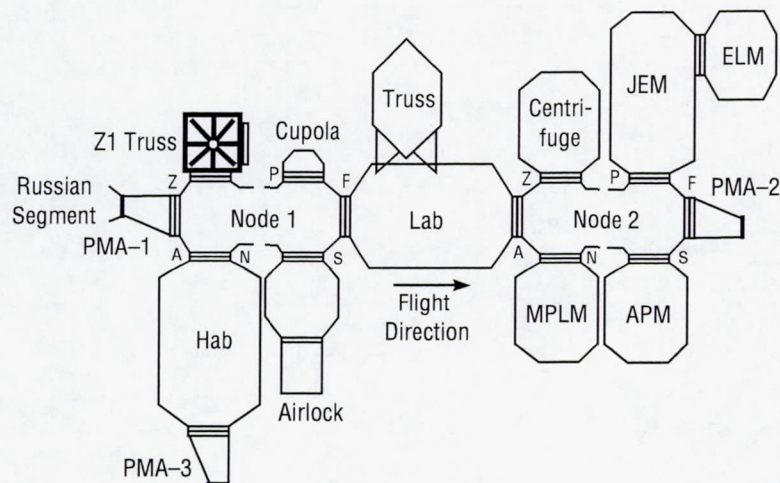 ELM
JEM
Truss
Centri-
fuge
Z1 Truss
Cupola
Russian
Segment
Z
P
F
Z
P
F
PMA–2
Node 1
Lab
Node 2
PMA–1
A
N
S
A
N
S
Flight
Direction
Hab
MPLM
APM
Airlock
PMA–3